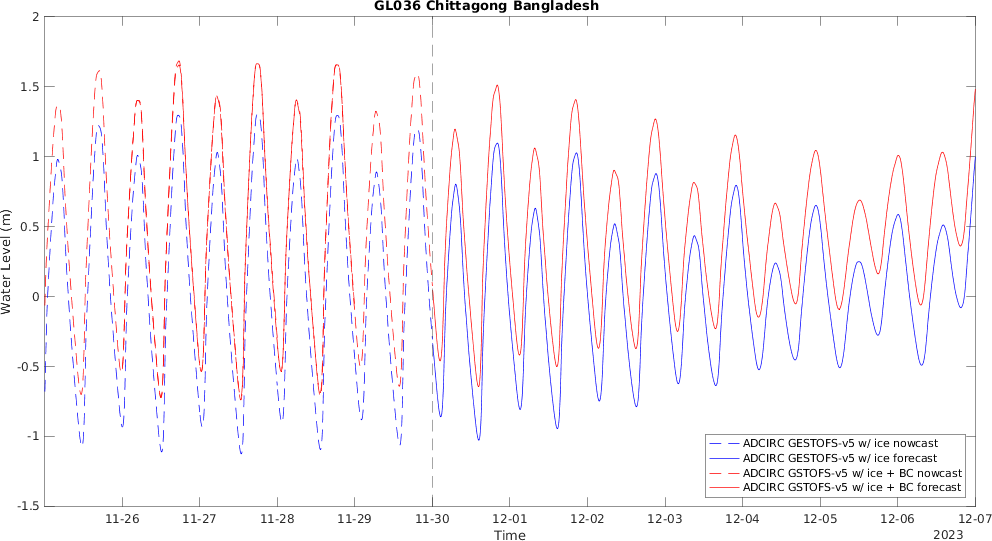 GL036 Chittagong Bangladesh
2
1.5
1
0.5
0
-0.5
-1
-1.5
Water Level (m)
ADCIRC GESTOFS-v5 w/ ice nowcast
ADCIRC GESTOFS-v5 w/ ice forecast
ADCIRC GSTOFS-v5 w/ ice + BC nowcast
ADCIRC GSTOFS-v5 w/ ice + BC forecast
11-26 11-27 11-28 11-29 11-30 12-01 12-02 12-03 12-04 12-05 12-06 12-07
Time
2023